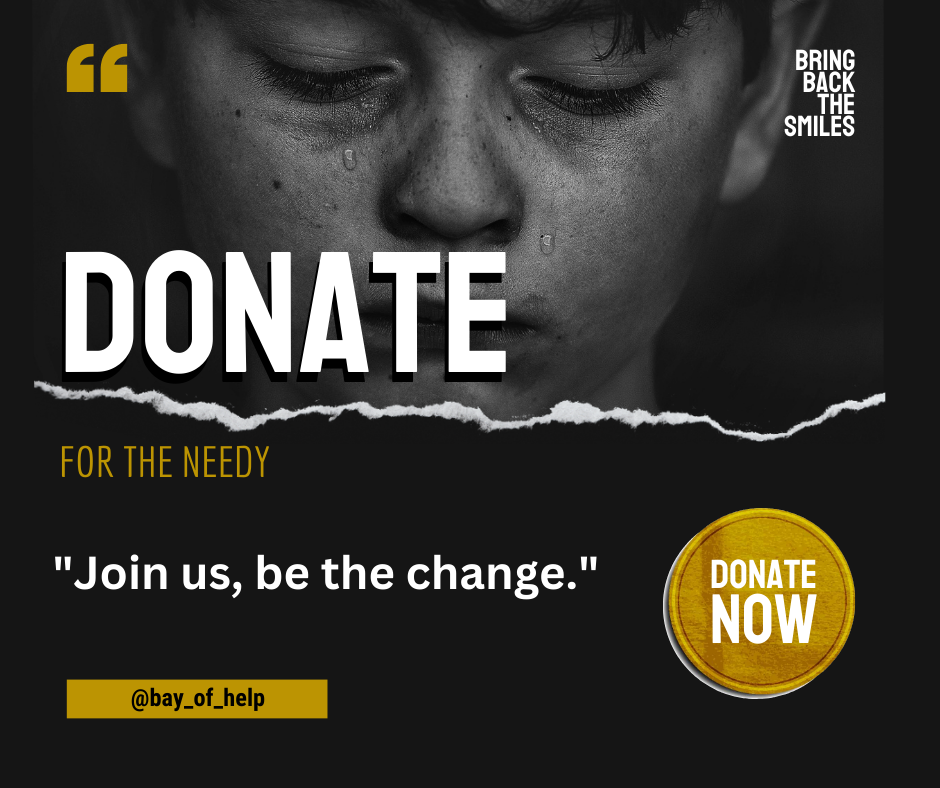 BRING
BACK
THE
SMILES
DONATE
FOR THE NEEDY
"Join us, be the change."
DONATE
NOW
@bay_of_help